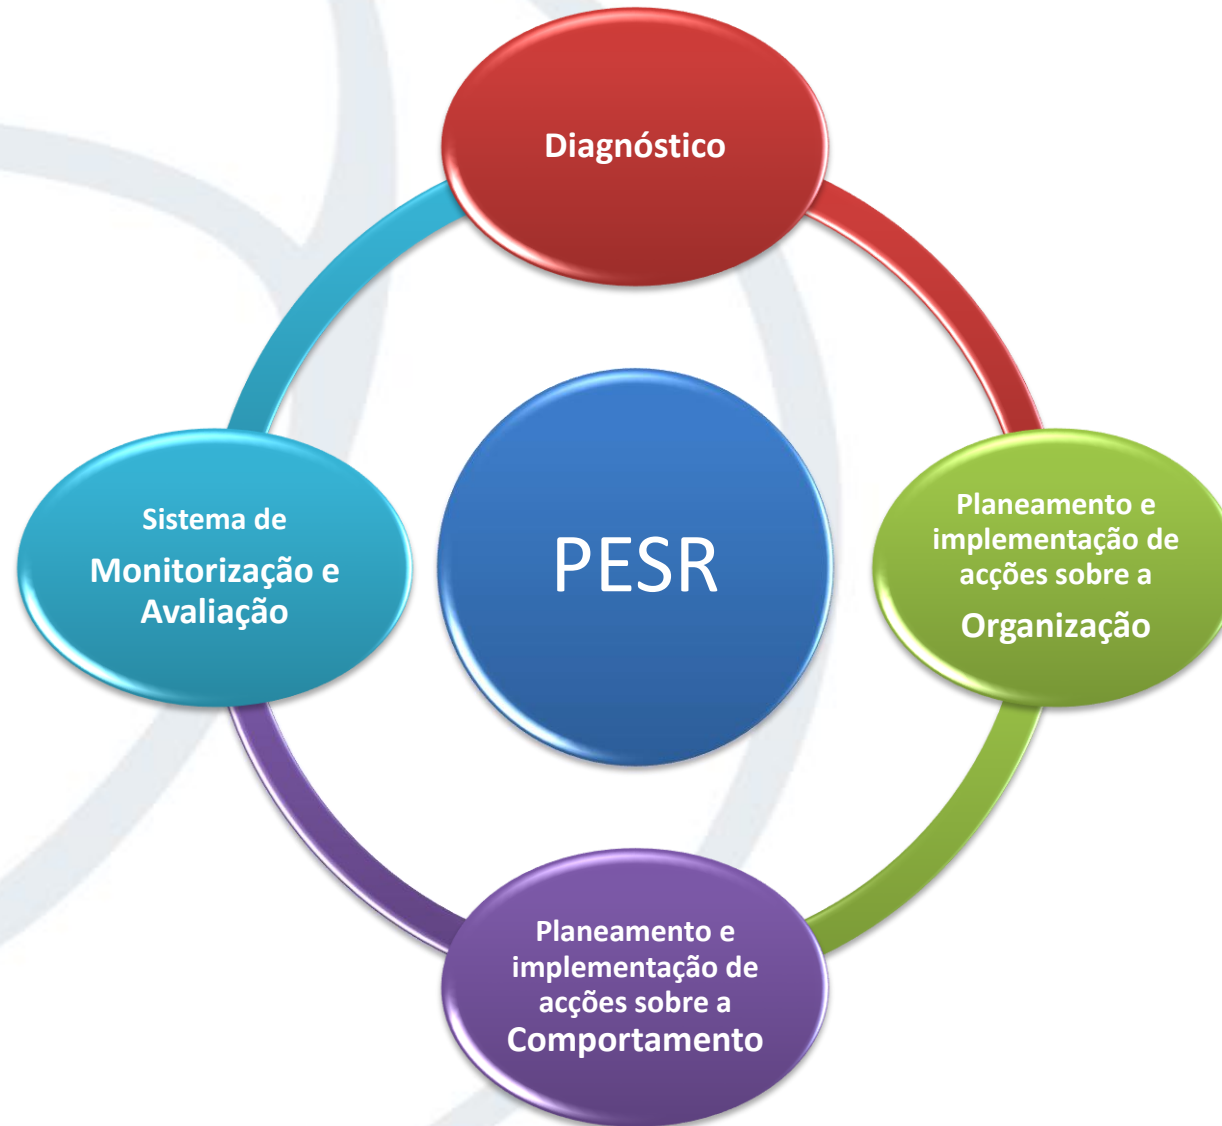 Diagnóstico
Sistema de
Monitorização e
Avaliação
PESR
Planeamento e
implementação de
acções sobre a
Organização
Planeamento e
implementação de
acções sobre a
Comportamento